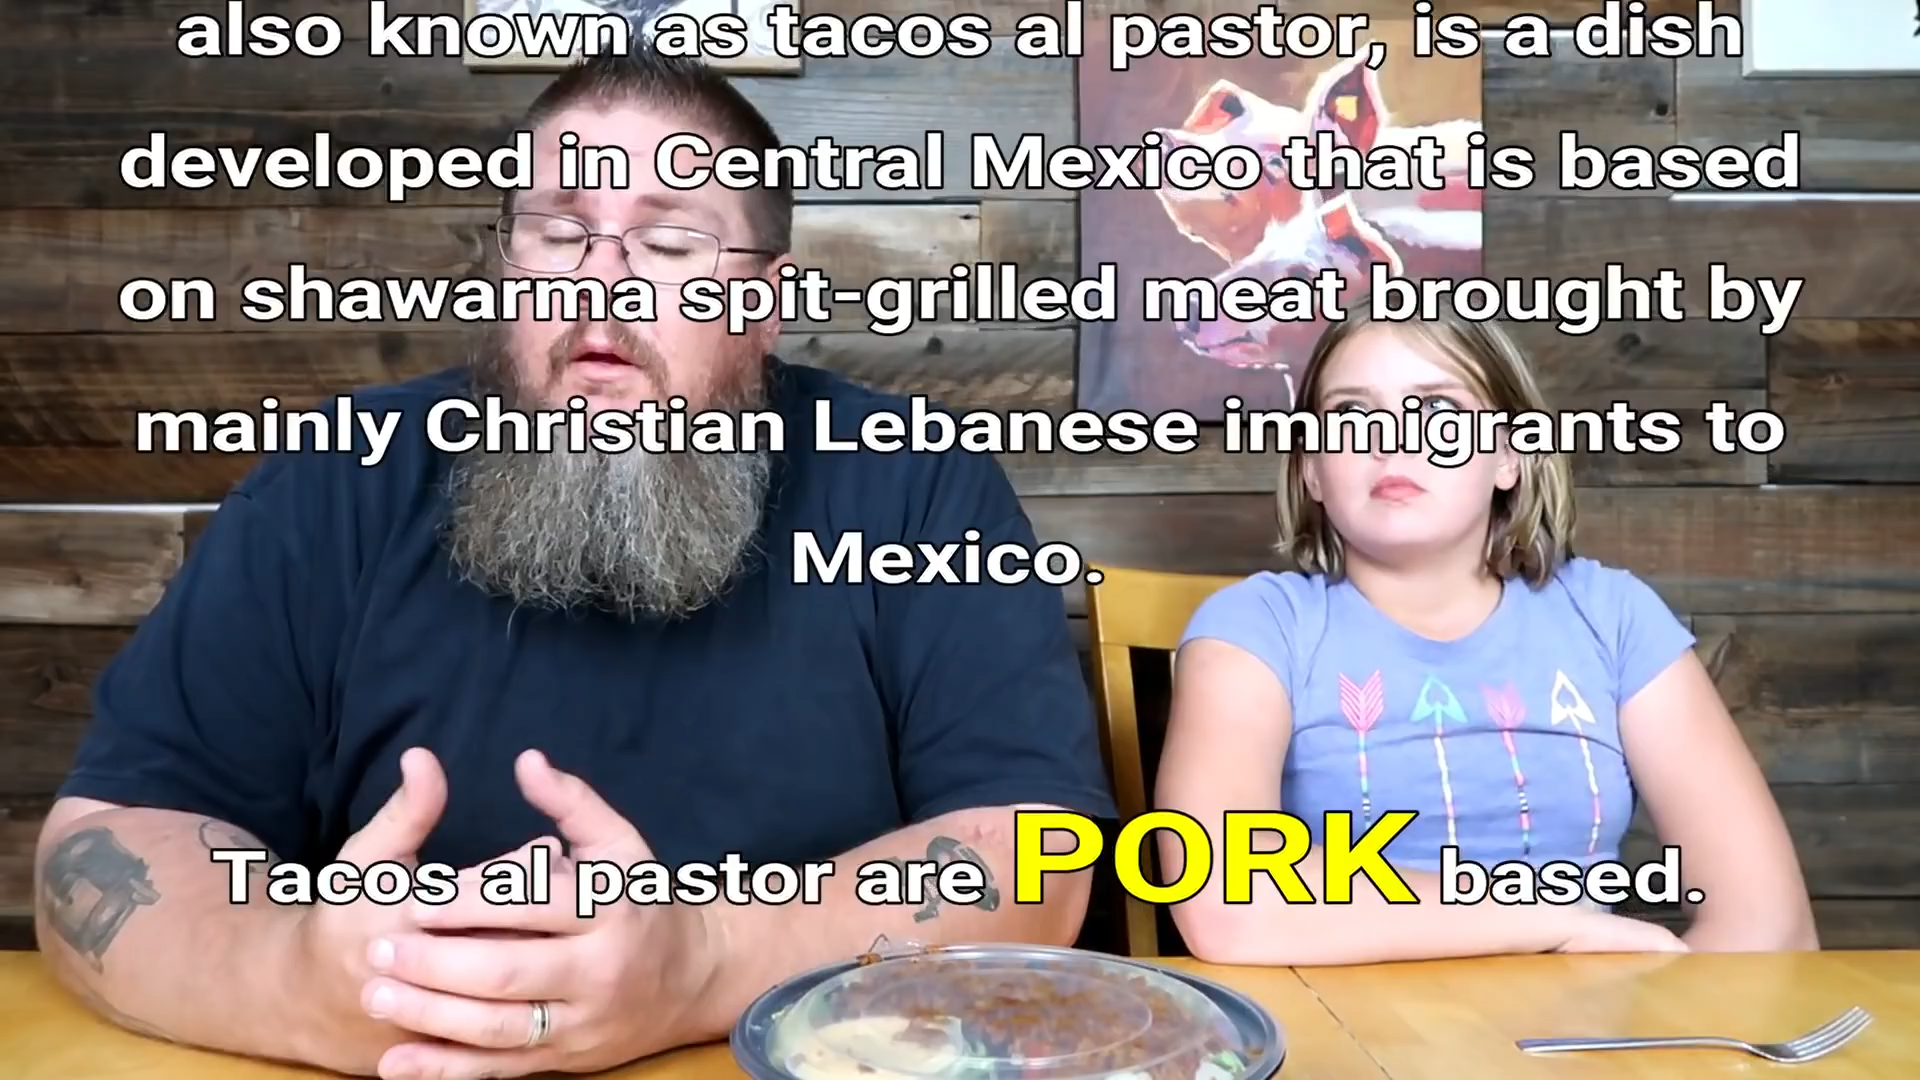 also known as tacos al pastor, is a dish
developed in Central Mexico that is based
on shawarma spit-grilled meat brought by
mainly Christian Lebanese immigrants to
Mexico.
Tacos al pastor are PORK based.